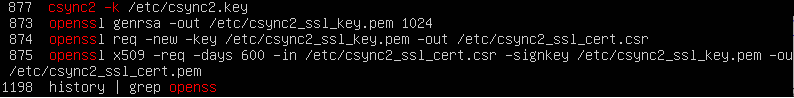 877 csync2 -k /etc/csync2.key
873 openssl genrsa -out /etc/csync2_ssl_key.pem 1024
874 openssl req -new -key /etc/csync2_ssl_key.pem -out /etc/csync2_ssl_cert.csr
875 openssl x509 -req -days 600 -in /etc/csync2_ssl_cert.csr -signkey /etc/csync2_ssl_key.pem -ou
/etc/csync2_ssl_cert.pem
1198 history | grep openss